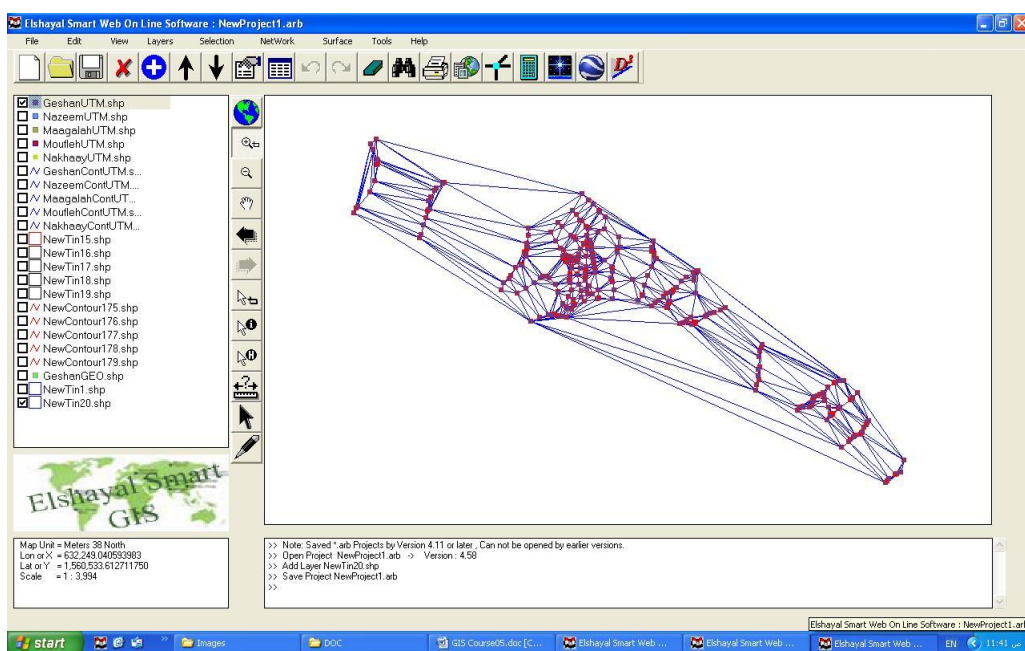 Elshayal Smart Web On Line Software : NewProject1.arb
File Edit View Layers Selection NetWork Surface Tools Help
GeshanUTM.shp
NazeemUTM.shp
MaagalahUTM.shp
MouflehUTM.shp
NakhaayUTM.shp
GeshanContUTM.s...
NazeemContUTM....
MaagalahContUT...
MouflehContUTM.s...
NakhaayContUTM...
NewTin15.shp
NewTin16.shp
NewTin17.shp
NewTin18.shp
NewTin19.shp
NewContour175.shp
NewContour176.shp
NewContour177.shp
NewContour178.shp
NewContour179.shp
GeshanGEO.shp
NewTin1.shp
NewTin20.shp
Elshayal Smart
GIS
Map Unit = Meters 38 North
Lon or X = 632,249.040593983
Lat or Y = 1,560,533.612711750
Scale = 1 : 3,994
>> Note: Saved *.arb Projects by Version 4.11 or later , Can not be opened by earlier versions.
>> Open Project NewProject1.arb -> Version : 4.58
>> Add Layer NewTin20.shp
>> Save Project NewProject1.arb
>>
Elshayal Smart Web On Line Software : NewProject1.arb
start
Images
DOC
GIS Course05.doc [C...
Elshayal Smart Web ...
Elshayal Smart Web ...
Elshayal Smart Web ...
EN
11:41 ص